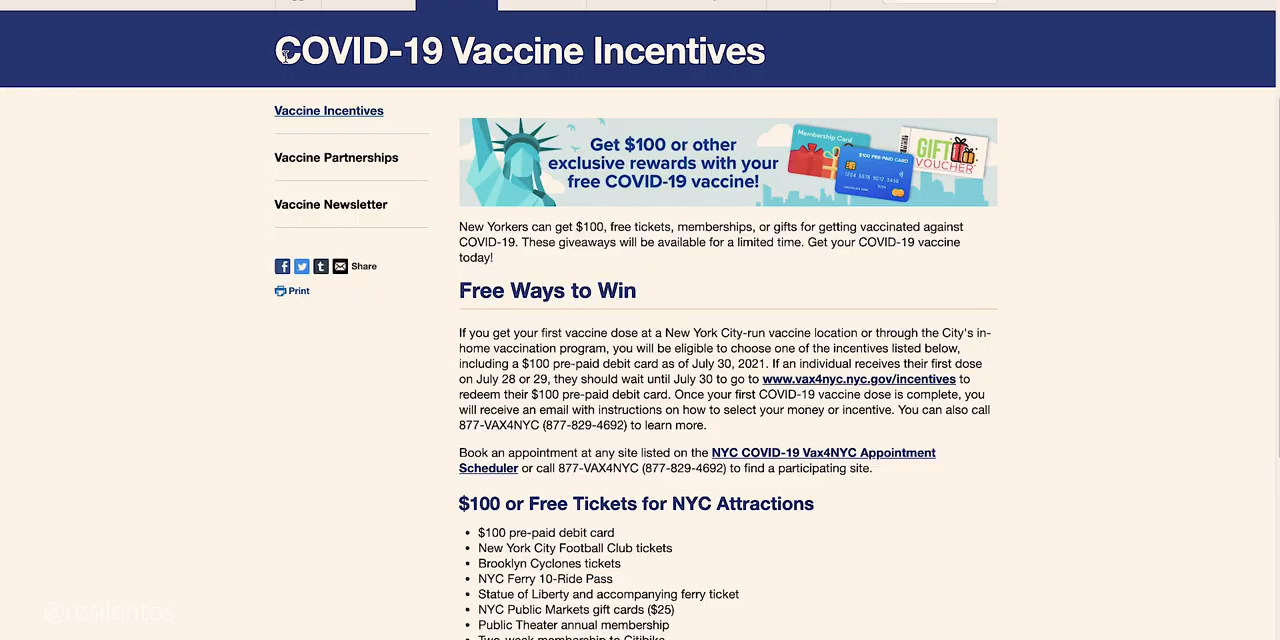 COVID-19 Vaccine Incentives
Vaccine Incentives
Vaccine Partnerships
Vaccine Newsletter
Share
Print
Get $100 or other
exclusive rewards with your
free COVID-19 vaccine!
Membership Card
$100 PRE PAID CARD
GIFT
VOUCHER
New Yorkers can get $100, free tickets, memberships, or gifts for getting vaccinated against
COVID-19. These giveaways will be available for a limited time. Get your COVID-19 vaccine
today!
Free Ways to Win
If you get your first vaccine dose at a New York City-run vaccine location or through the City's in-
home vaccination program, you will be eligible to choose one of the incentives listed below,
including a $100 pre-paid debit card as of July 30, 2021. If an individual receives their first dose
on July 28 or 29, they should wait until July 30 to go to www.vax4nyc.nyc.gov/incentives to
redeem their $100 pre-paid debit card. Once your first COVID-19 vaccine dose is complete, you
will receive an email with instructions on how to select your money or incentive. You can also call
877-VAX4NYC (877-829-4692) to learn more.
Book an appointment at any site listed on the NYC COVID-19 Vax4NYC Appointment
Scheduler or call 877-VAX4NYC (877-829-4692) to find a participating site.
$100 or Free Tickets for NYC Attractions
• $100 pre-paid debit card
• New York City Football Club tickets
• Brooklyn Cyclones tickets
• NYC Ferry 10-Ride Pass
• Statue of Liberty and accompanying ferry ticket
• NYC Public Markets gift cards ($25)
• Public Theater annual membership
Two-week membership to Citibike
@resilentos